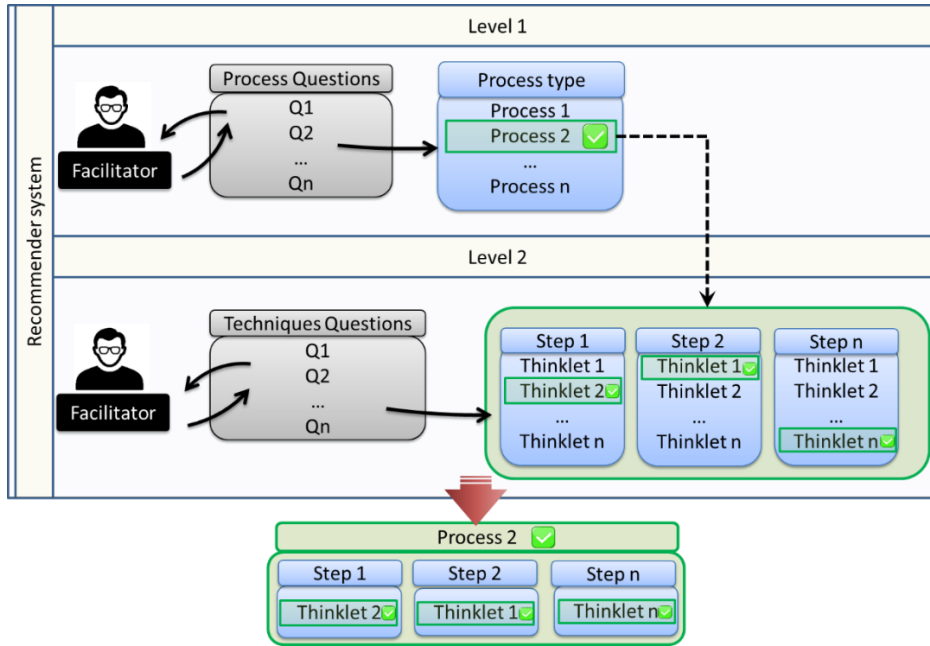 Recommender system
Level 1
Facilitator
Process Questions
Q1
Q2
...
Qn
Process type
Process 1
Process 2
...
Process n
Level 2
Facilitator
Techniques Questions
Q1
Q2
...
Qn
Step 1
Thinklet 1
Thinklet 2
...
Thinklet n
Step 2
Thinklet 1
Thinklet 2
...
Thinklet n
Step n
Thinklet 1
Thinklet 2
...
Thinklet n
Process 2
Step 1
Thinklet 2
Step 2
Thinklet 1
Step n
Thinklet n